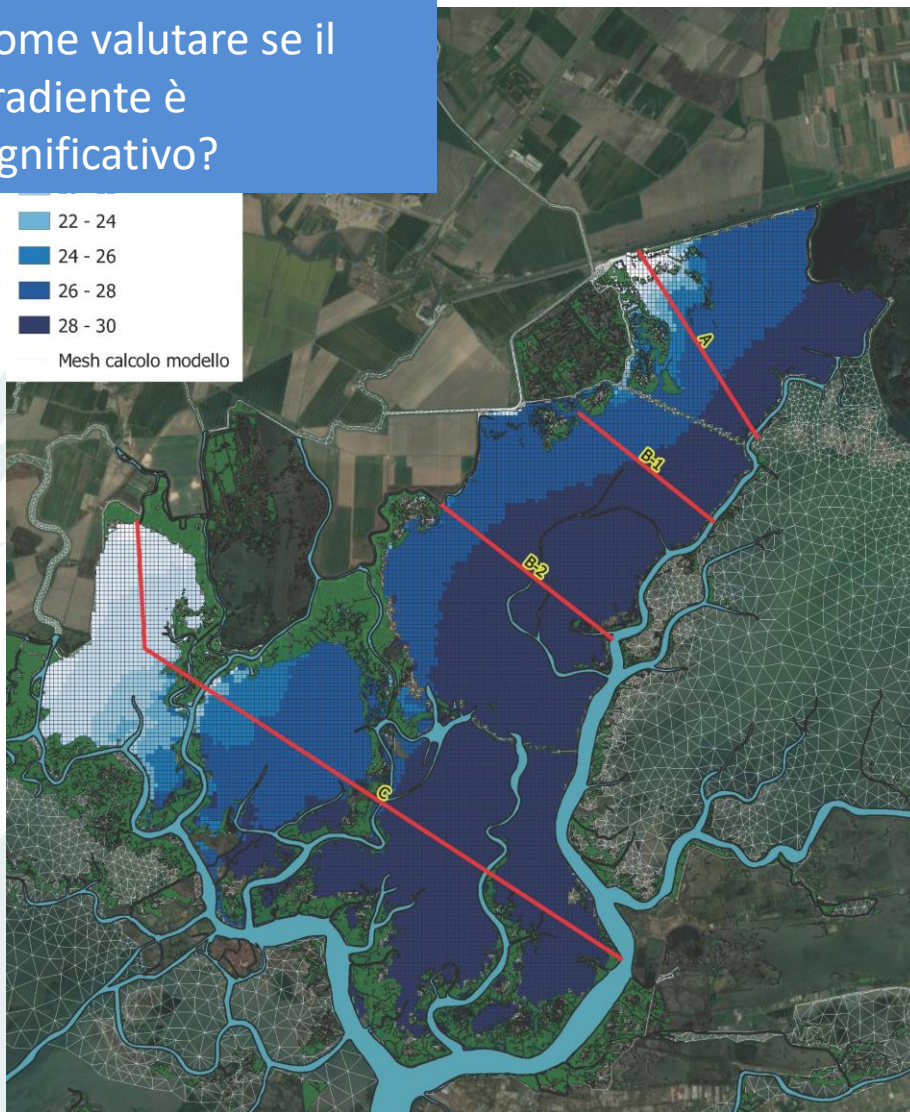 ome valutare se il
radiente è
gnificativo?
22 - 24
24 - 26
26 - 28
28 - 30
Mesh calcolo modello
A
B-1
B-2
C